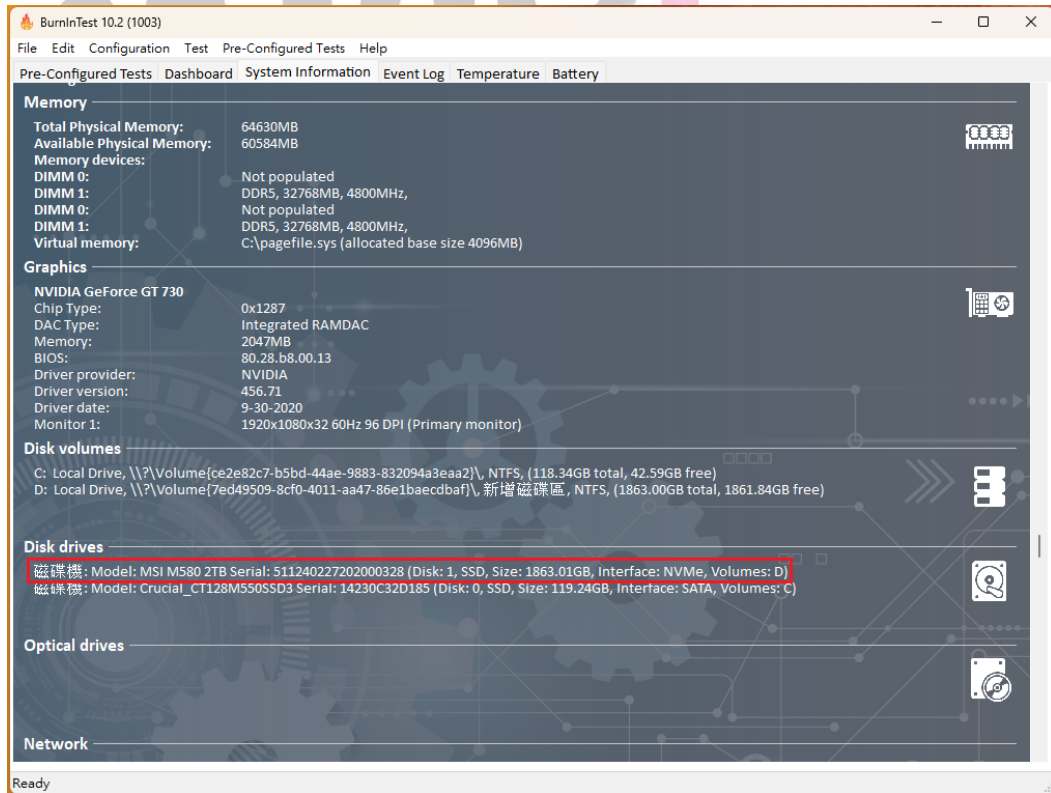 BurnInTest 10.2 (1003)
File Edit Configuration Test Pre-Configured Tests Help
Pre-Configured Tests Dashboard System Information Event Log Temperature Battery
Memory
Total Physical Memory: 64630MB
Available Physical Memory: 60584MB
Memory devices:
DIMM 0: Not populated
DIMM 1: DDR5, 32768MB, 4800MHz,
DIMM 0: Not populated
DIMM 1: DDR5, 32768MB, 4800MHz,
Virtual memory: C:\pagefile.sys (allocated base size 4096MB)
Graphics
NVIDIA GeForce GT 730
Chip Type: 0x1287
DAC Type: Integrated RAMDAC
Memory: 2047MB
BIOS: 80.28.b8.00.13
Driver provider: NVIDIA
Driver version: 456.71
Driver date: 9-30-2020
Monitor 1: 1920x1080x32 60Hz 96 DPI (Primary monitor)
Disk volumes
C: Local Drive, \\?\Volume{ce2e82c7-b5bd-44ae-9883-832094a3eaa2}\, NTFS, (118.34GB total, 42.59GB free)
D: Local Drive, \\?\Volume{7ed49509-8cf0-4011-aa47-86e1baecdbaf}\, 新增磁碟區, NTFS, (1863.00GB total, 1861.84GB free)
Disk drives
磁碟機: Model: MSI M580 2TB Serial: 511240227202000328 (Disk: 1, SSD, Size: 1863.01GB, Interface: NVMe, Volumes: D)
磁碟機: Model: Crucial_CT128M550SSD3 Serial: 14230C32D185 (Disk: 0, SSD, Size: 119.24GB, Interface: SATA, Volumes: C)
Optical drives
Network
Ready